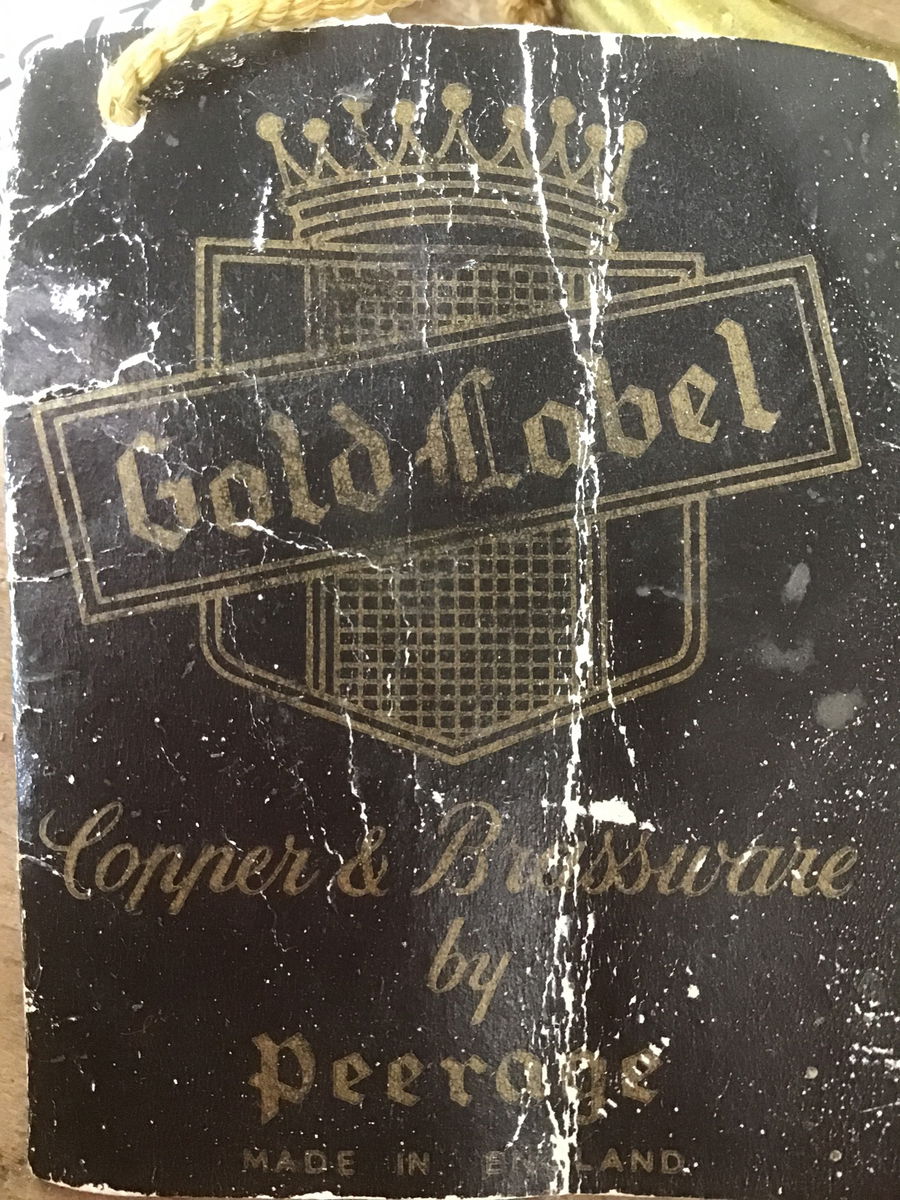 Gold Label
Copper & Brassware
by
Peerage
MADE IN ENGLAND